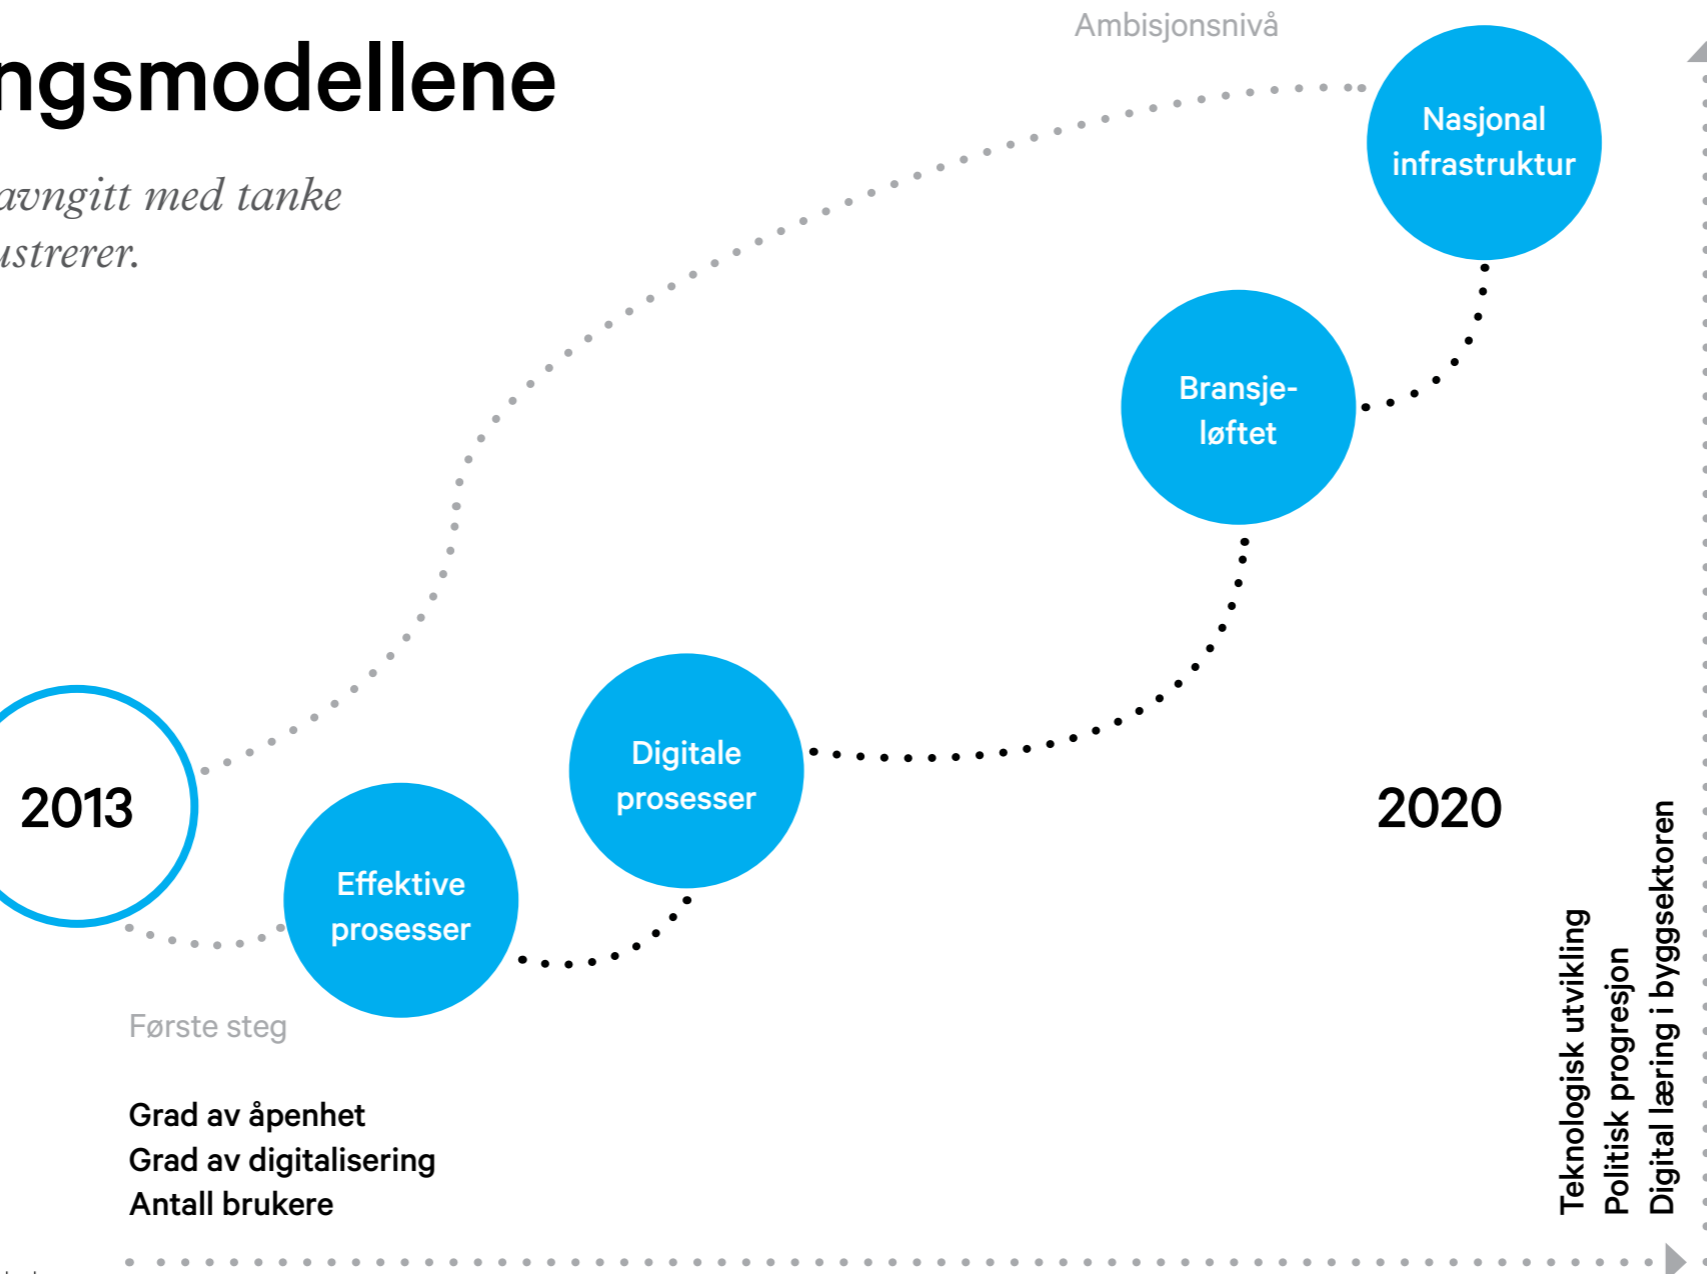 Ambisjonsnivå
ngsmodellene
avngitt med tanke
ustrerer.
Nasjonal
infrastruktur
Bransje-
løftet
Digitale
prosesser
2013
2020
Effektive
prosesser
Første steg
Grad av åpenhet
Grad av digitalisering
Antall brukere
Teknologisk utvikling
Politisk progresjon
Digital læring i byggsektoren